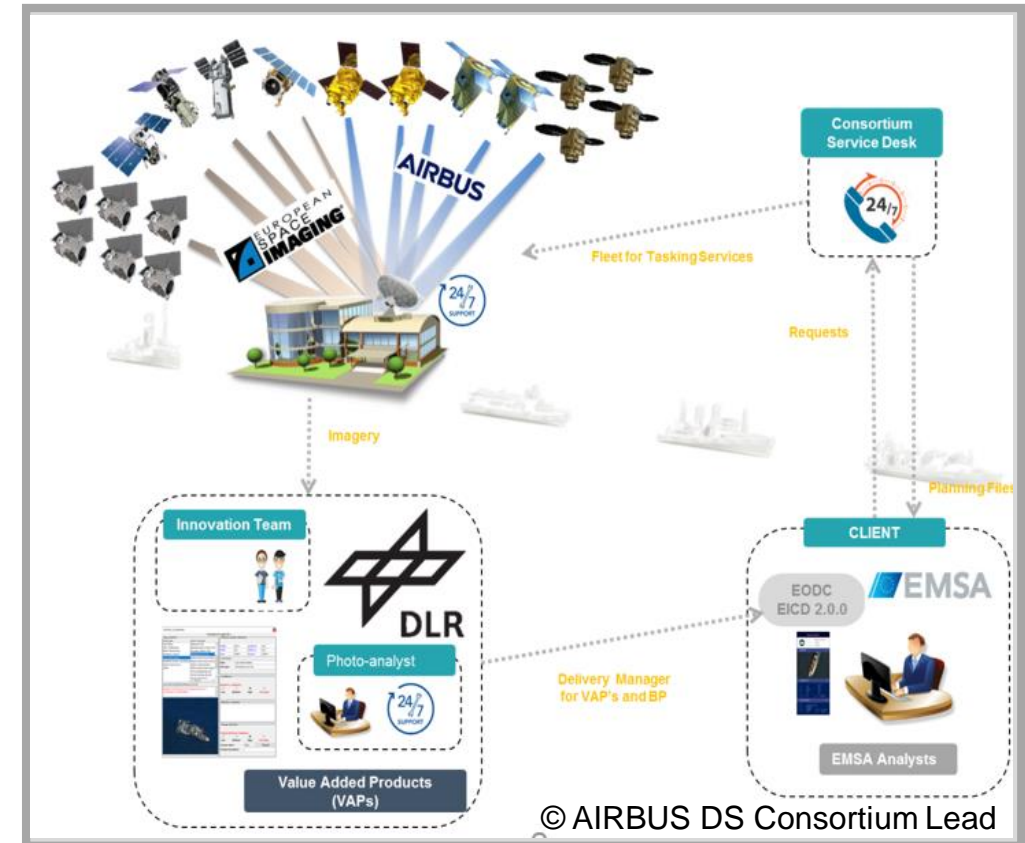 Consortium
Service Desk
24/7
AIRBUS
EUROPEAN
SPACE
IMAGING
Fleet for Tasking Services
24/7
SUPPORT
Requests
Imagery
Planning Files
Innovation Team
CLIENT
EODC
EICD 2.0.0
EMSA
DLR
Photo-analyst
24/7
SUPPORT
Delivery Manager
for VAP's and BP
EMSA Analysts
Value Added Products
(VAPs)
© AIRBUS DS Consortium Lead